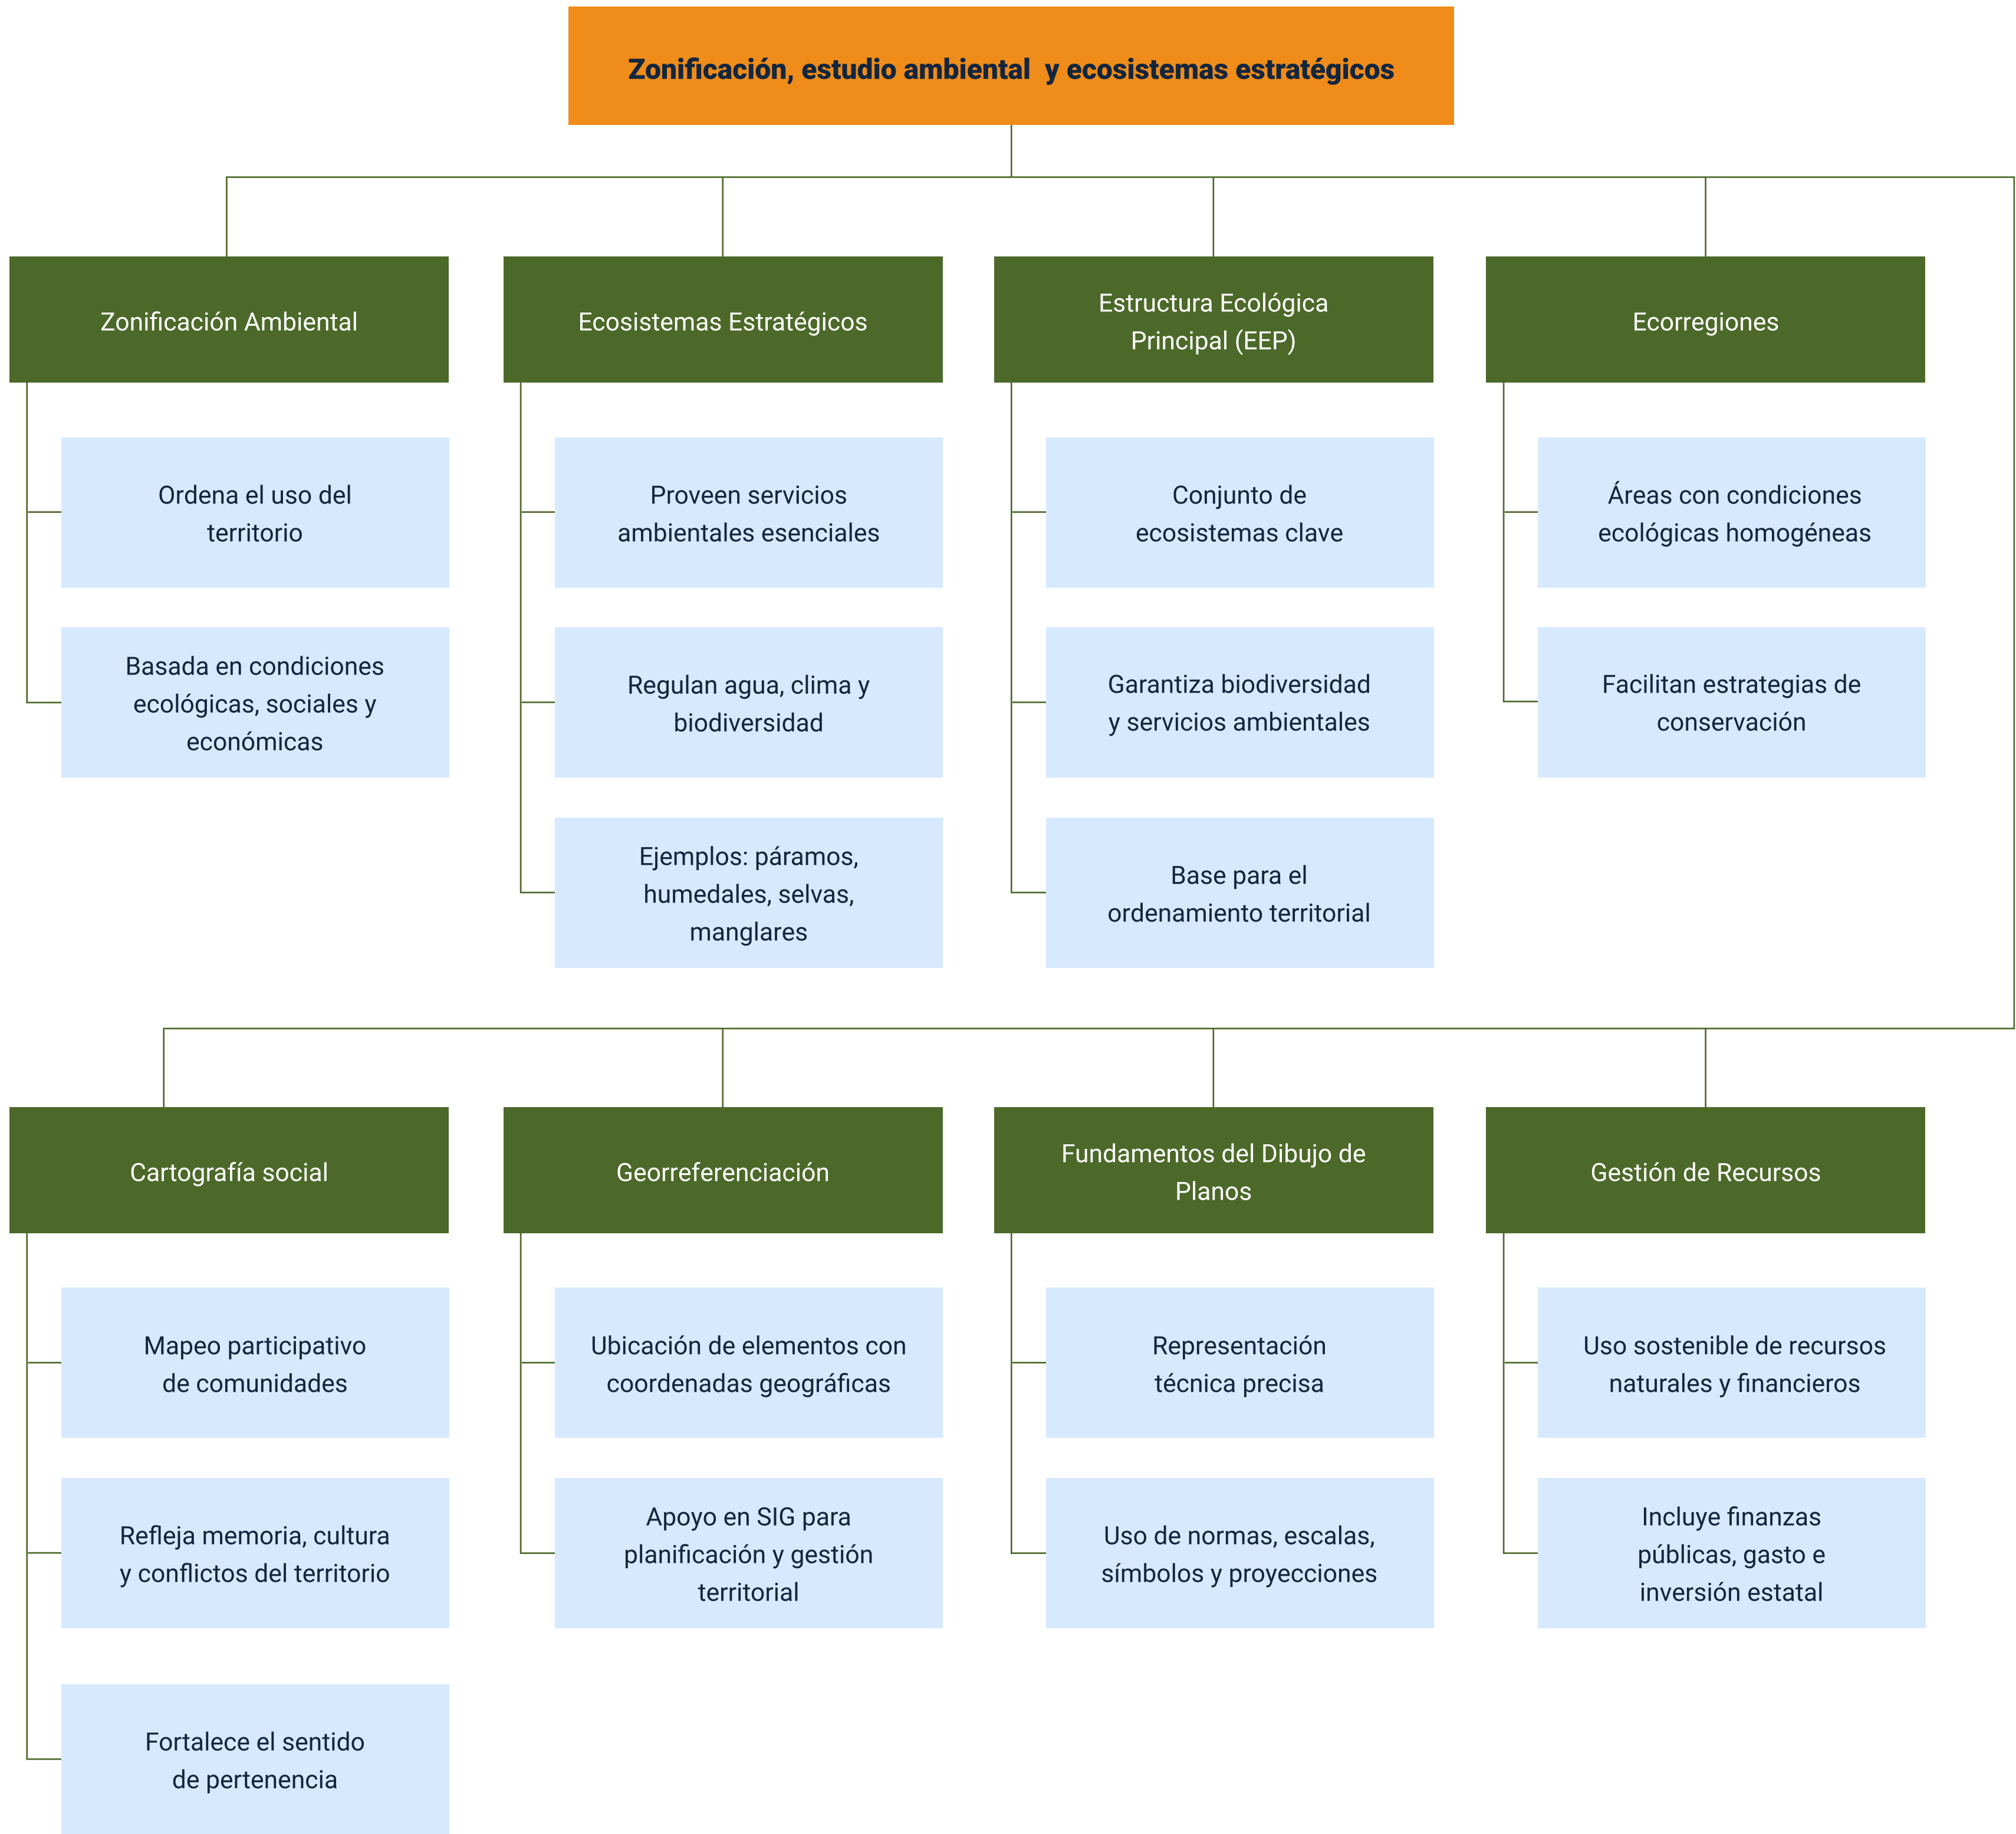 Zonificación, estudio ambiental  y ecosistemas estratégicos
Zonificación Ambiental
Ordena el uso del
territorio
Basada en condiciones
ecológicas, sociales y
económicas
Ecosistemas Estratégicos
Proveen servicios
ambientales esenciales
Regulan agua, clima y
biodiversidad
Ejemplos: páramos,
humedales, selvas,
manglares
Estructura Ecológica
Principal (EEP)
Conjunto de
ecosistemas clave
Garantiza biodiversidad
y servicios ambientales
Base para el
ordenamiento territorial
Ecorregiones
Áreas con condiciones
ecológicas homogéneas
Facilitan estrategias de
conservación
Cartografía social
Mapeo participativo
de comunidades
Refleja memoria, cultura
y conflictos del territorio
Fortalece el sentido
de pertenencia
Georreferenciación
Ubicación de elementos con
coordenadas geográficas
Apoyo en SIG para
planificación y gestión
territorial
Fundamentos del Dibujo de
Planos
Representación
técnica precisa
Uso de normas, escalas,
símbolos y proyecciones
Gestión de Recursos
Uso sostenible de recursos
naturales y financieros
Incluye finanzas
públicas, gasto e
inversión estatal